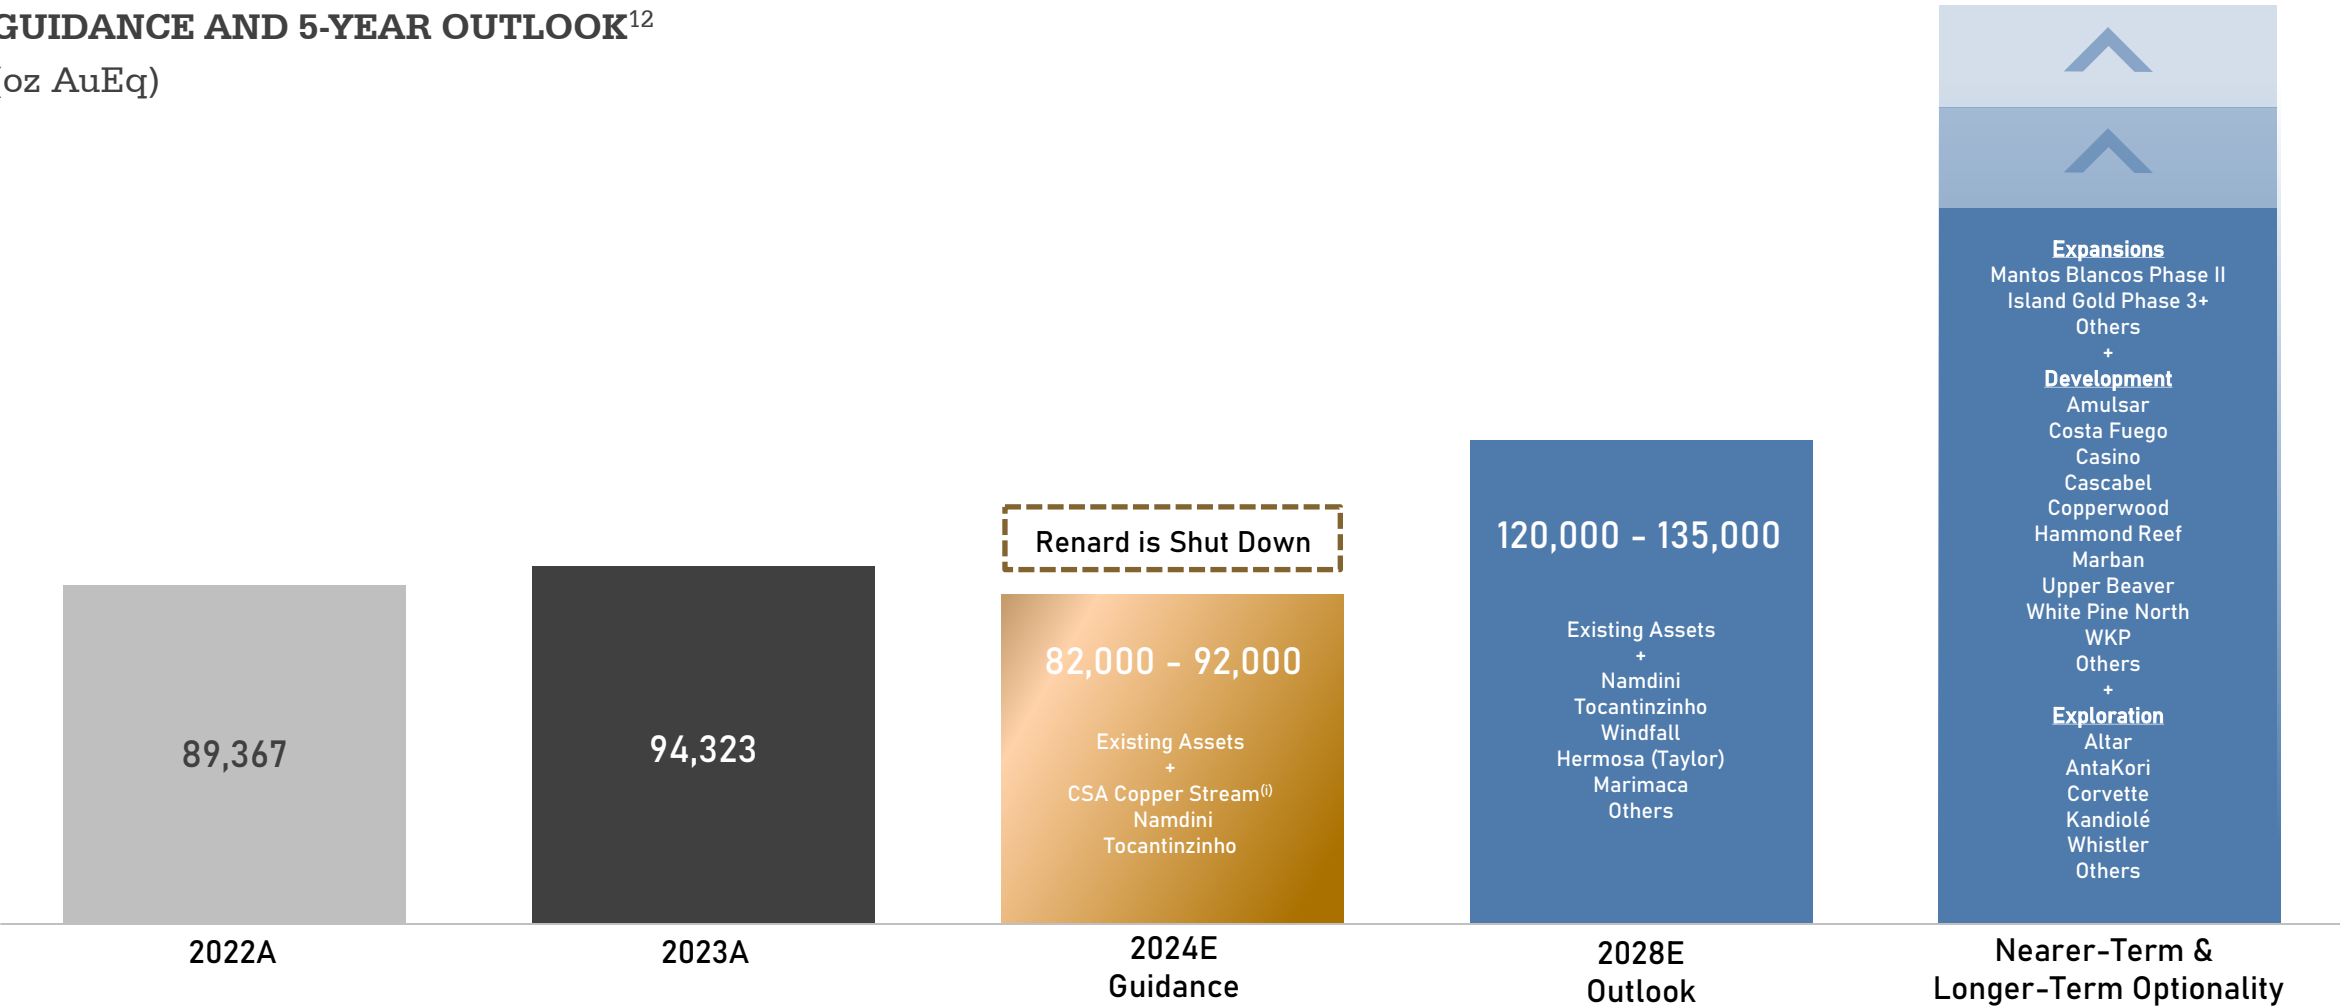 GUIDANCE AND 5-YEAR OUTLOOK12
(oz AuEq)
89,367
2022A
94,323
2023A
Renard is Shut Down
82,000 - 92,000
Existing Assets
+
CSA Copper Stream(i)
Namdini
Tocantinzinho
2024E
Guidance
120,000 - 135,000
Existing Assets
+
Namdini
Tocantinzinho
Windfall
Hermosa (Taylor)
Marimaca
Others
2028E
Outlook
Expansions
Mantos Blancos Phase II
Island Gold Phase 3+
Others
+
Development
Amulsar
Costa Fuego
Casino
Cascabel
Copperwood
Hammond Reef
Marban
Upper Beaver
White Pine North
WKP
Others
+
Exploration
Altar
AntaKori
Corvette
Kandiolé
Whistler
Others
Nearer-Term &
Longer-Term Optionality